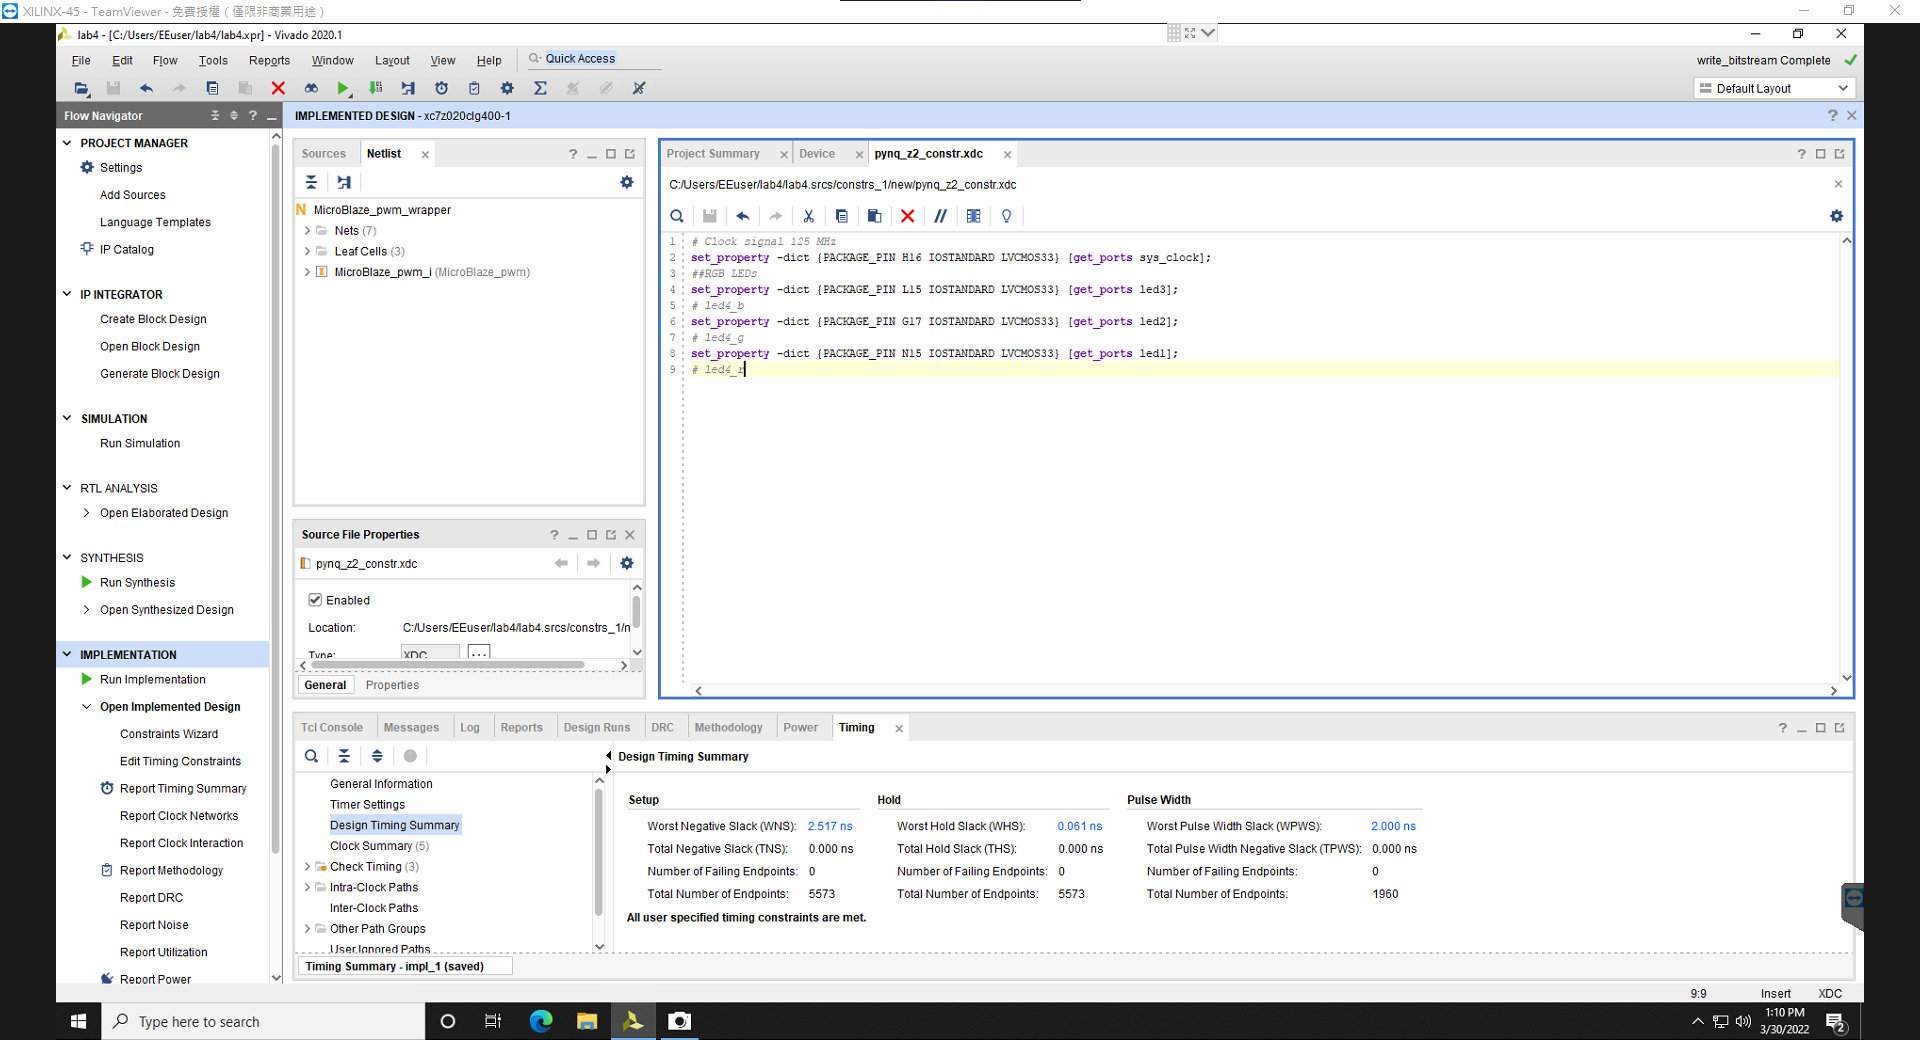 XILINX-45 - TeamViewer - 免費授權 ( 僅限非商業用途 )
lab4 - [C:/Users/EEuser/lab4/lab4.xpr] - Vivado 2020.1
File Edit Flow Tools Reports Window Layout View Help Quick Access
write_bitstream Complete
Default Layout
Flow Navigator
PROJECT MANAGER
Settings
Add Sources
Language Templates
IP Catalog
IP INTEGRATOR
Create Block Design
Open Block Design
Generate Block Design
SIMULATION
Run Simulation
RTL ANALYSIS
Open Elaborated Design
SYNTHESIS
Run Synthesis
Open Synthesized Design
IMPLEMENTATION
Run Implementation
Open Implemented Design
Constraints Wizard
Edit Timing Constraints
Report Timing Summary
Report Clock Networks
Report Clock Interaction
Report Methodology
Report DRC
Report Noise
Report Utilization
Report Power
IMPLEMENTED DESIGN - xc7z020clg400-1
Sources Netlist
MicroBlaze_pwm_wrapper
Nets (7)
Leaf Cells (3)
MicroBlaze_pwm_i (MicroBlaze_pwm)
Source File Properties
pynq_z2_constr.xdc
Enabled
Location: C:/Users/EEuser/lab4/lab4.srcs/constrs_1/n
Type: XDC
General Properties
Project Summary Device pynq_z2_constr.xdc
C:/Users/EEuser/lab4/lab4.srcs/constrs_1/new/pynq_z2_constr.xdc
1 # Clock signal 125 MHz
2 set_property -dict {PACKAGE_PIN H16 IOSTANDARD LVCMOS33} [get_ports sys_clock];
3 ##RGB LEDs
4 set_property -dict {PACKAGE_PIN L15 IOSTANDARD LVCMOS33} [get_ports led3];
5 # led4_b
6 set_property -dict {PACKAGE_PIN G17 IOSTANDARD LVCMOS33} [get_ports led2];
7 # led4_g
8 set_property -dict {PACKAGE_PIN N15 IOSTANDARD LVCMOS33} [get_ports led1];
9 # led4_r
Tcl Console Messages Log Reports Design Runs DRC Methodology Power Timing
General Information
Timer Settings
Design Timing Summary
Clock Summary (5)
Check Timing (3)
Intra-Clock Paths
Inter-Clock Paths
Other Path Groups
User Ignored Paths
Design Timing Summary
Setup Hold Pulse Width
Worst Negative Slack (WNS): 2.517 ns Worst Hold Slack (WHS): 0.061 ns Worst Pulse Width Slack (WPWS): 2.000 ns
Total Negative Slack (TNS): 0.000 ns Total Hold Slack (THS): 0.000 ns Total Pulse Width Negative Slack (TPWS): 0.000 ns
Number of Failing Endpoints: 0 Number of Failing Endpoints: 0 Number of Failing Endpoints: 0
Total Number of Endpoints: 5573 Total Number of Endpoints: 5573 Total Number of Endpoints: 1960
All user specified timing constraints are met.
Timing Summary - impl_1 (saved)
9:9 Insert XDC
Type here to search
1:10 PM
3/30/2022
2